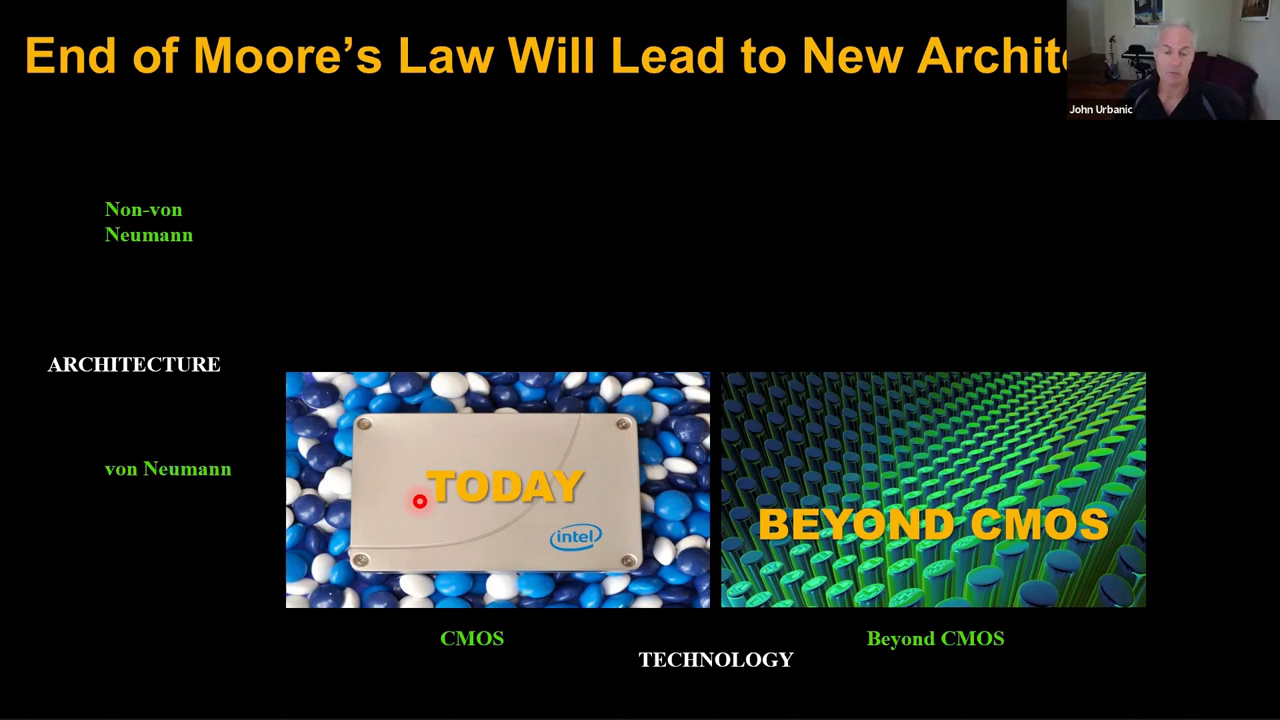 End of Moore’s Law Will Lead to New Archite
John Urbanic
Non-von
Neumann
ARCHITECTURE
von Neumann
TODAY
intel
BEYOND CMOS
CMOS
Beyond CMOS
TECHNOLOGY